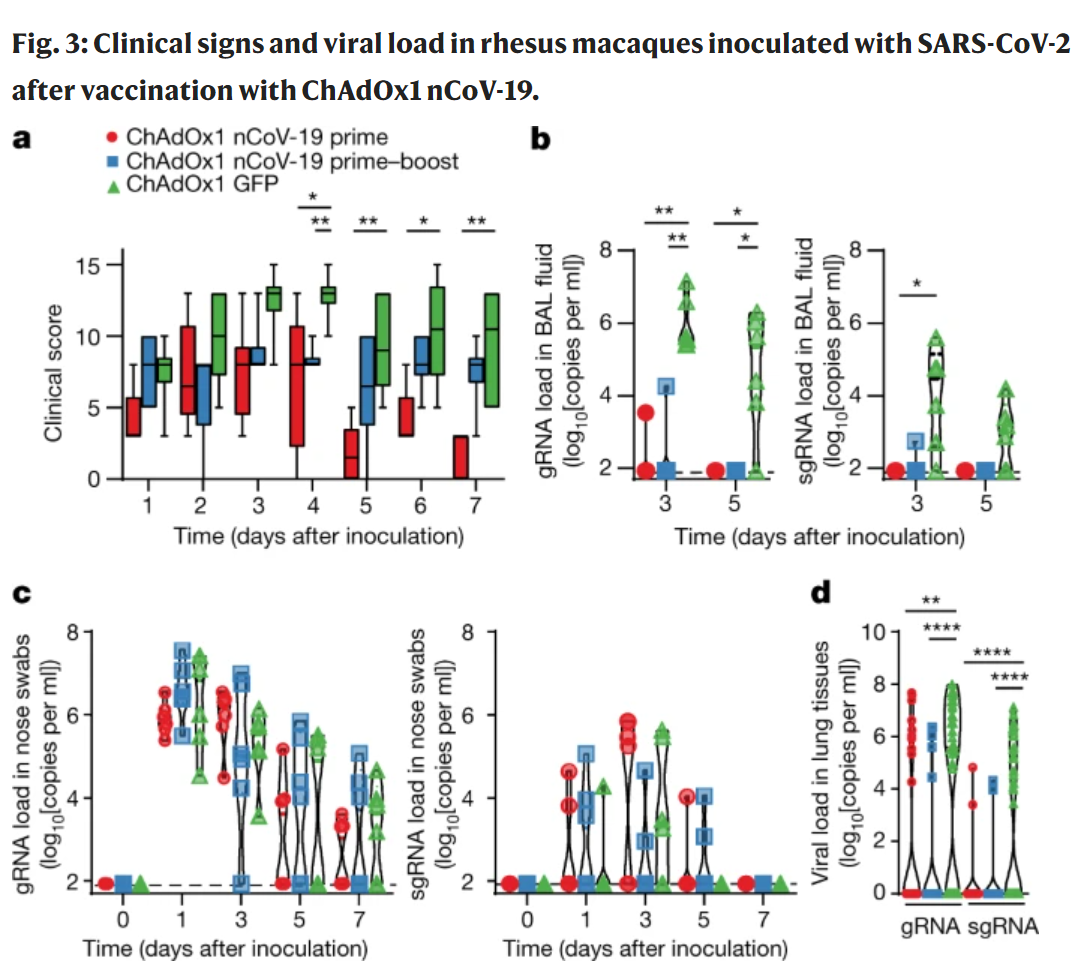 Fig. 3: Clinical signs and viral load in rhesus macaques inoculated with SARS-CoV-2
after vaccination with ChAdOx1 nCoV-19.
a
ChAdOx1 nCoV-19 prime
ChAdOx1 nCoV-19 prime–boost
ChAdOx1 GFP
*
** ** * **
Clinical score
15
10
5
0
1 2 3 4 5 6 7
Time (days after inoculation)
b
** *
** *
gRNA load in BAL fluid
(log10[copies per ml])
8
6
4
2
3 5
sgRNA load in BAL fluid
(log10[copies per ml])
*
8
6
4
2
3 5
Time (days after inoculation)
c
gRNA load in nose swabs
(log10[copies per ml])
8
6
4
2
0 1 3 5 7
Time (days after inoculation)
sgRNA load in nose swabs
(log10[copies per ml])
8
6
4
2
0 1 3 5 7
Time (days after inoculation)
d
**
****
****
****
Viral load in lung tissues
(log10[copies per ml])
10
8
6
4
2
0
gRNA sgRNA